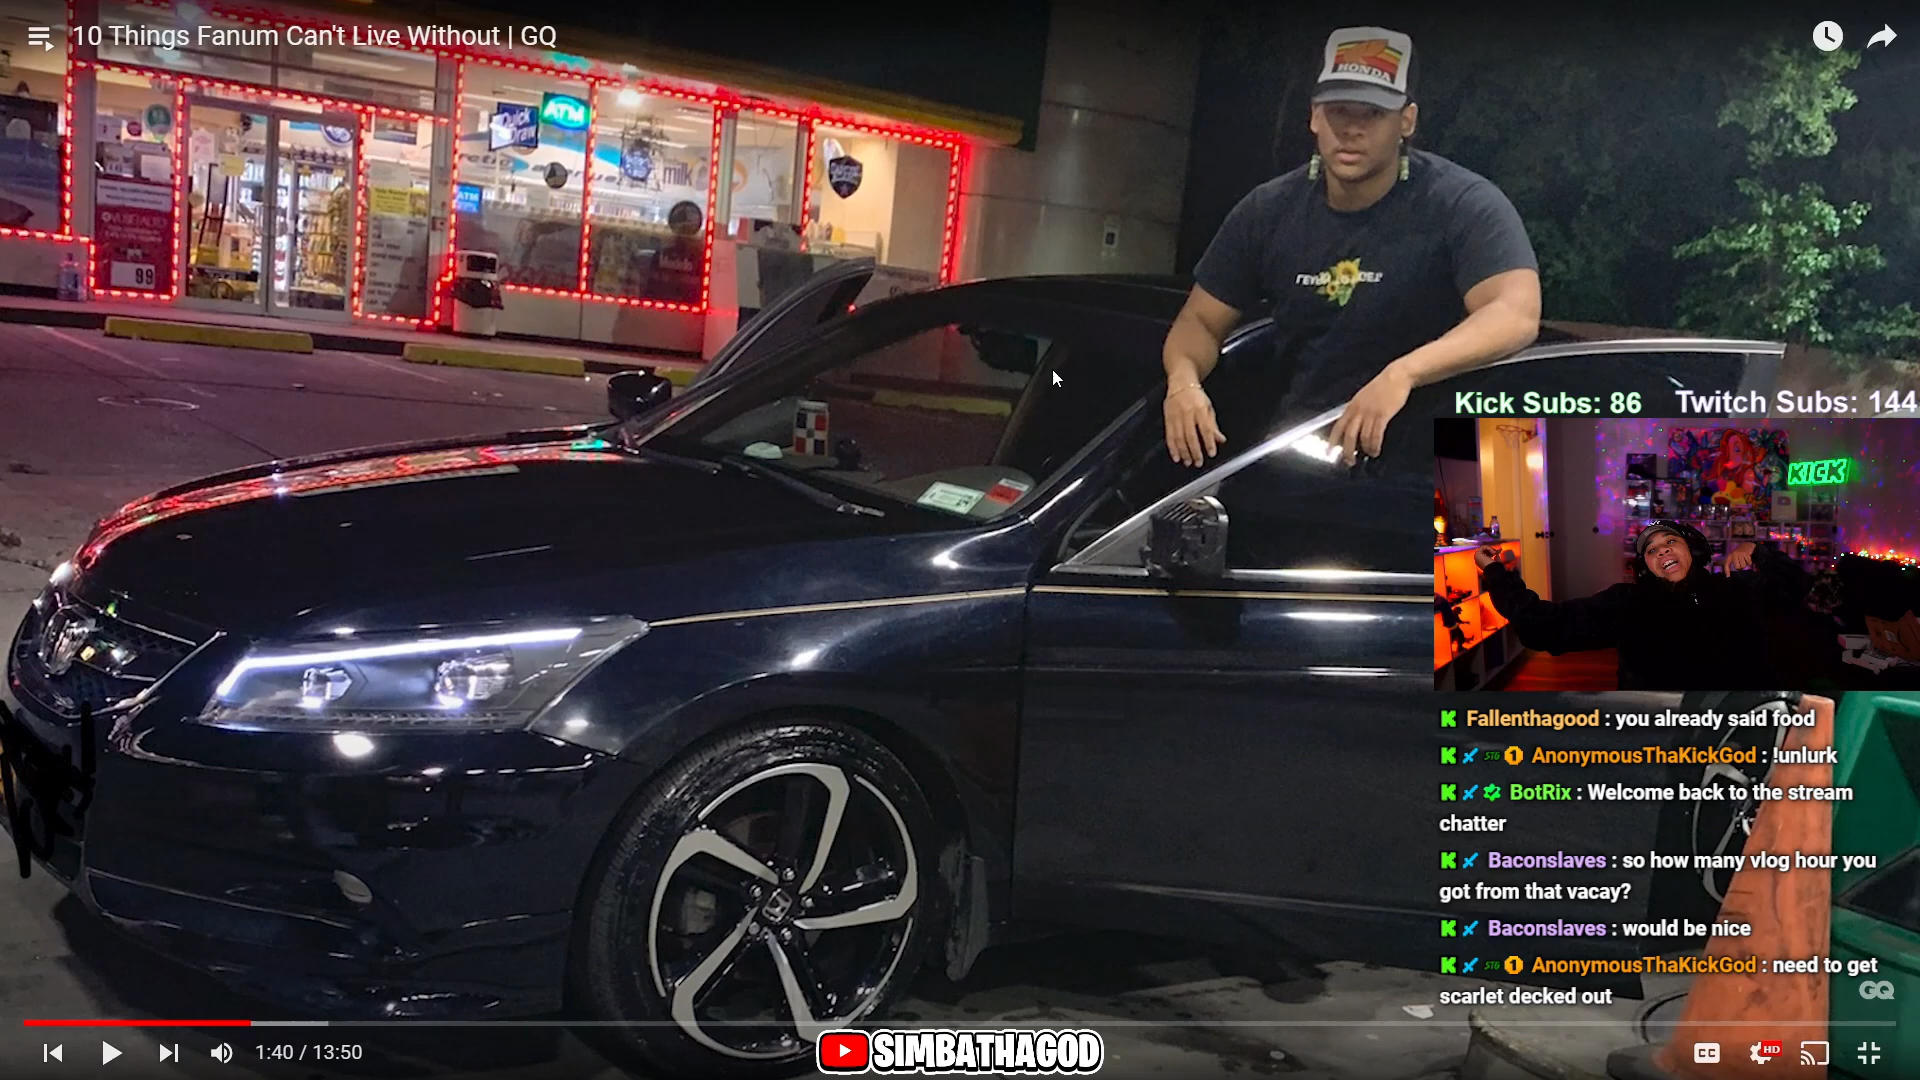 10 Things Fanum Can't Live Without | GQ
HONDA
Quick
Draw
ATM
milk
ATM
99
Kick Subs: 86
Twitch Subs: 144
KICK
Fallenthagood : you already said food
AnonymousThaKickGod : !unlurk
BotRix : Welcome back to the stream
chatter
Baconslaves : so how many vlog hour you
got from that vacay?
Baconslaves : would be nice
AnonymousThaKickGod : need to get
scarlet decked out
GQ
1:40 / 13:50
SIMBATHAGOD
CC
HD